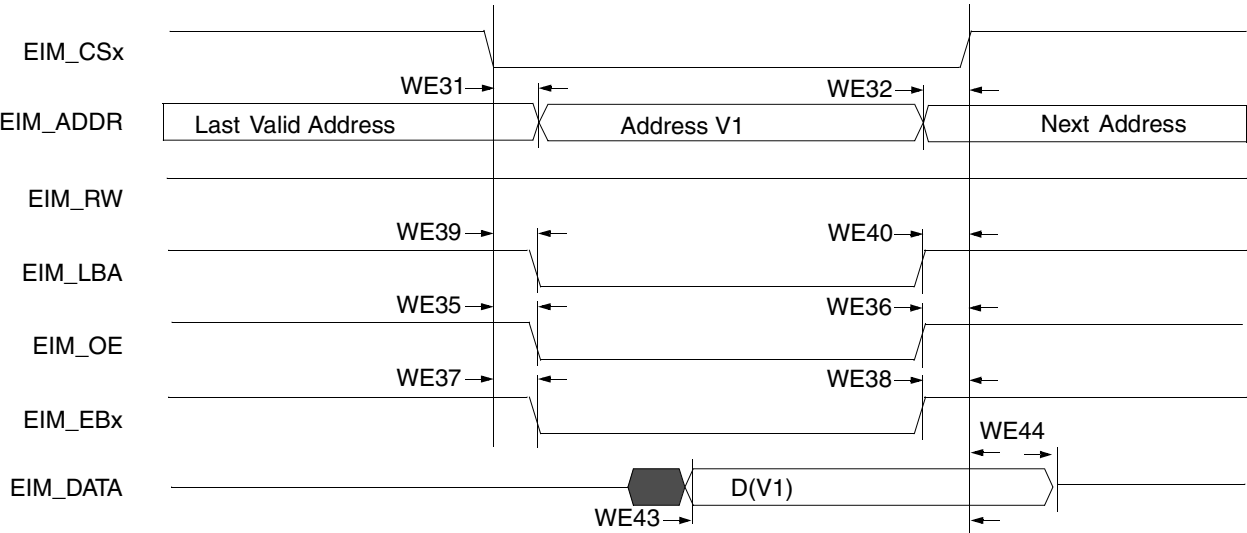 EIM_CSx
WE31
WE32
EIM_ADDR
Last Valid Address
Address V1
Next Address
EIM_RW
WE39
WE40
EIM_LBA
WE35
WE36
EIM_OE
WE37
WE38
EIM_EBx
WE44
EIM_DATA
D(V1)
WE43